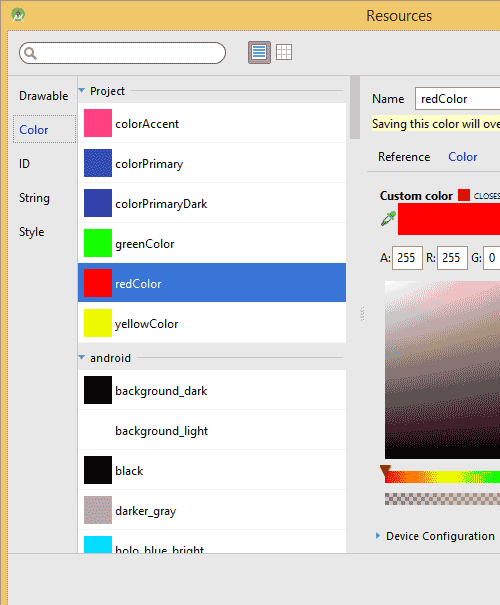 Resources
Drawable
Color
ID
String
Style
Project
colorAccent
colorPrimary
colorPrimaryDark
greenColor
redColor
yellowColor
android
background_dark
background_light
black
darker_gray
holo_blue_bright
Name redColor
Saving this color will ove
Reference Color
Custom color CLOSES
A: 255 R: 255 G: 0
Device Configuration